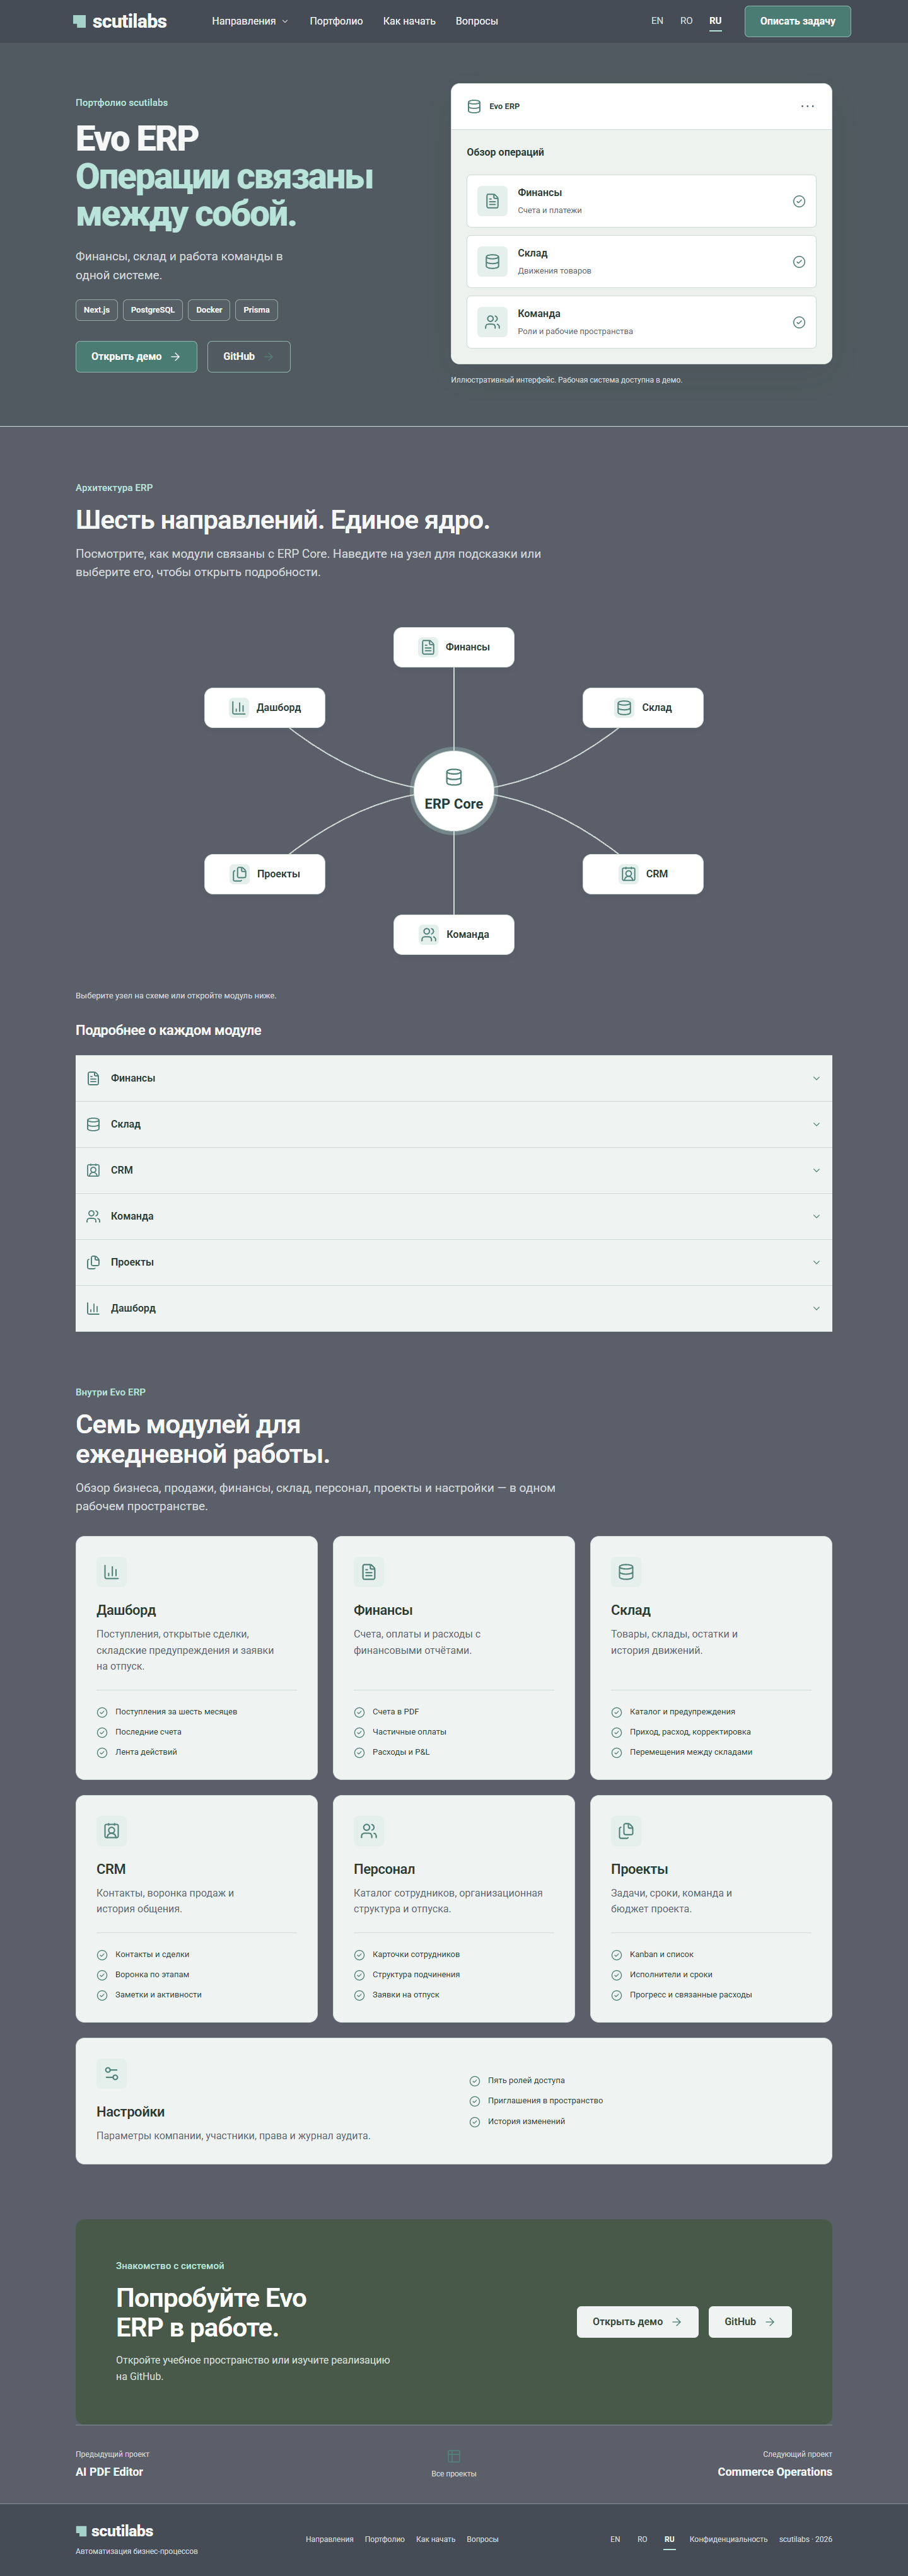 scutilabs
Направления
Портфолио
Как начать
Вопросы
EN
RO
RU
Описать задачу
Портфолио scutilabs
Evo ERP
Операции связаны
между собой.
Финансы, склад и работа команды в
одной системе.
Next.js
PostgreSQL
Docker
Prisma
Открыть демо
GitHub
Evo ERP
Обзор операций
Финансы
Счета и платежи
Склад
Движения товаров
Команда
Роли и рабочие пространства
Иллюстративный интерфейс. Рабочая система доступна в демо.
Архитектура ERP
Шесть направлений. Единое ядро.
Посмотрите, как модули связаны с ERP Core. Наведите на узел для подсказки или
выберите его, чтобы открыть подробности.
Финансы
Дашборд
Склад
ERP Core
Проекты
CRM
Команда
Выберите узел на схеме или откройте модуль ниже.
Подробнее о каждом модуле
Финансы
Склад
CRM
Команда
Проекты
Дашборд
Внутри Evo ERP
Семь модулей для
ежедневной работы.
Обзор бизнеса, продажи, финансы, склад, персонал, проекты и настройки — в одном
рабочем пространстве.
Дашборд
Поступления, открытые сделки,
складские предупреждения и заявки
на отпуск.
Поступления за шесть месяцев
Последние счета
Лента действий
Финансы
Счета, оплаты и расходы с
финансовыми отчётами.
Счета в PDF
Частичные оплаты
Расходы и P&L
Склад
Товары, склады, остатки и
история движений.
Каталог и предупреждения
Приход, расход, корректировка
Перемещения между складами
CRM
Контакты, воронка продаж и
история общения.
Контакты и сделки
Воронка по этапам
Заметки и активности
Персонал
Каталог сотрудников, организационная
структура и отпуска.
Карточки сотрудников
Структура подчинения
Заявки на отпуск
Проекты
Задачи, сроки, команда и
бюджет проекта.
Kanban и список
Исполнители и сроки
Прогресс и связанные расходы
Настройки
Параметры компании, участники, права и журнал аудита.
Пять ролей доступа
Приглашения в пространство
История изменений
Знакомство с системой
Попробуйте Evo
ERP в работе.
Откройте учебное пространство или изучите реализацию
на GitHub.
Открыть демо
GitHub
Предыдущий проект
AI PDF Editor
Все проекты
Следующий проект
Commerce Operations
scutilabs
Автоматизация бизнес-процессов
Направления
Портфолио
Как начать
Вопросы
EN
RO
RU
Конфиденциальность
scutilabs · 2026